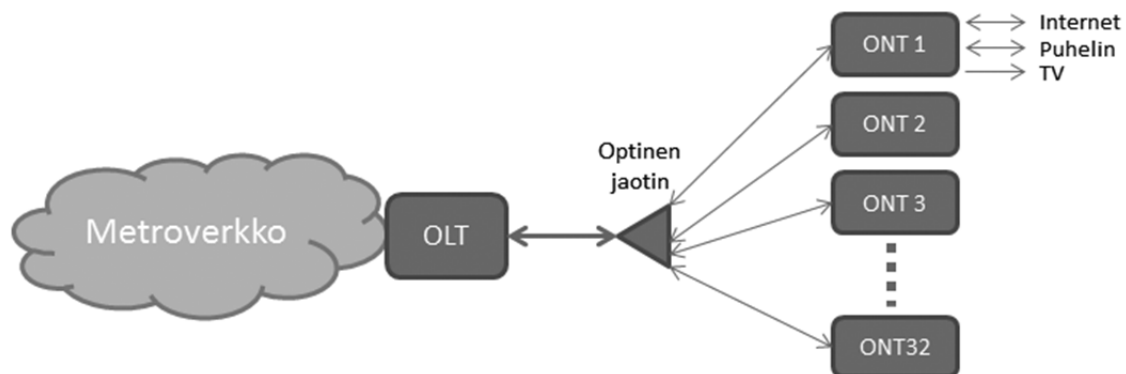 ONT 1
Internet
Puhelin
TV
ONT 2
Optinen
jaotin
ONT 3
Metroverkko
OLT
ONT32